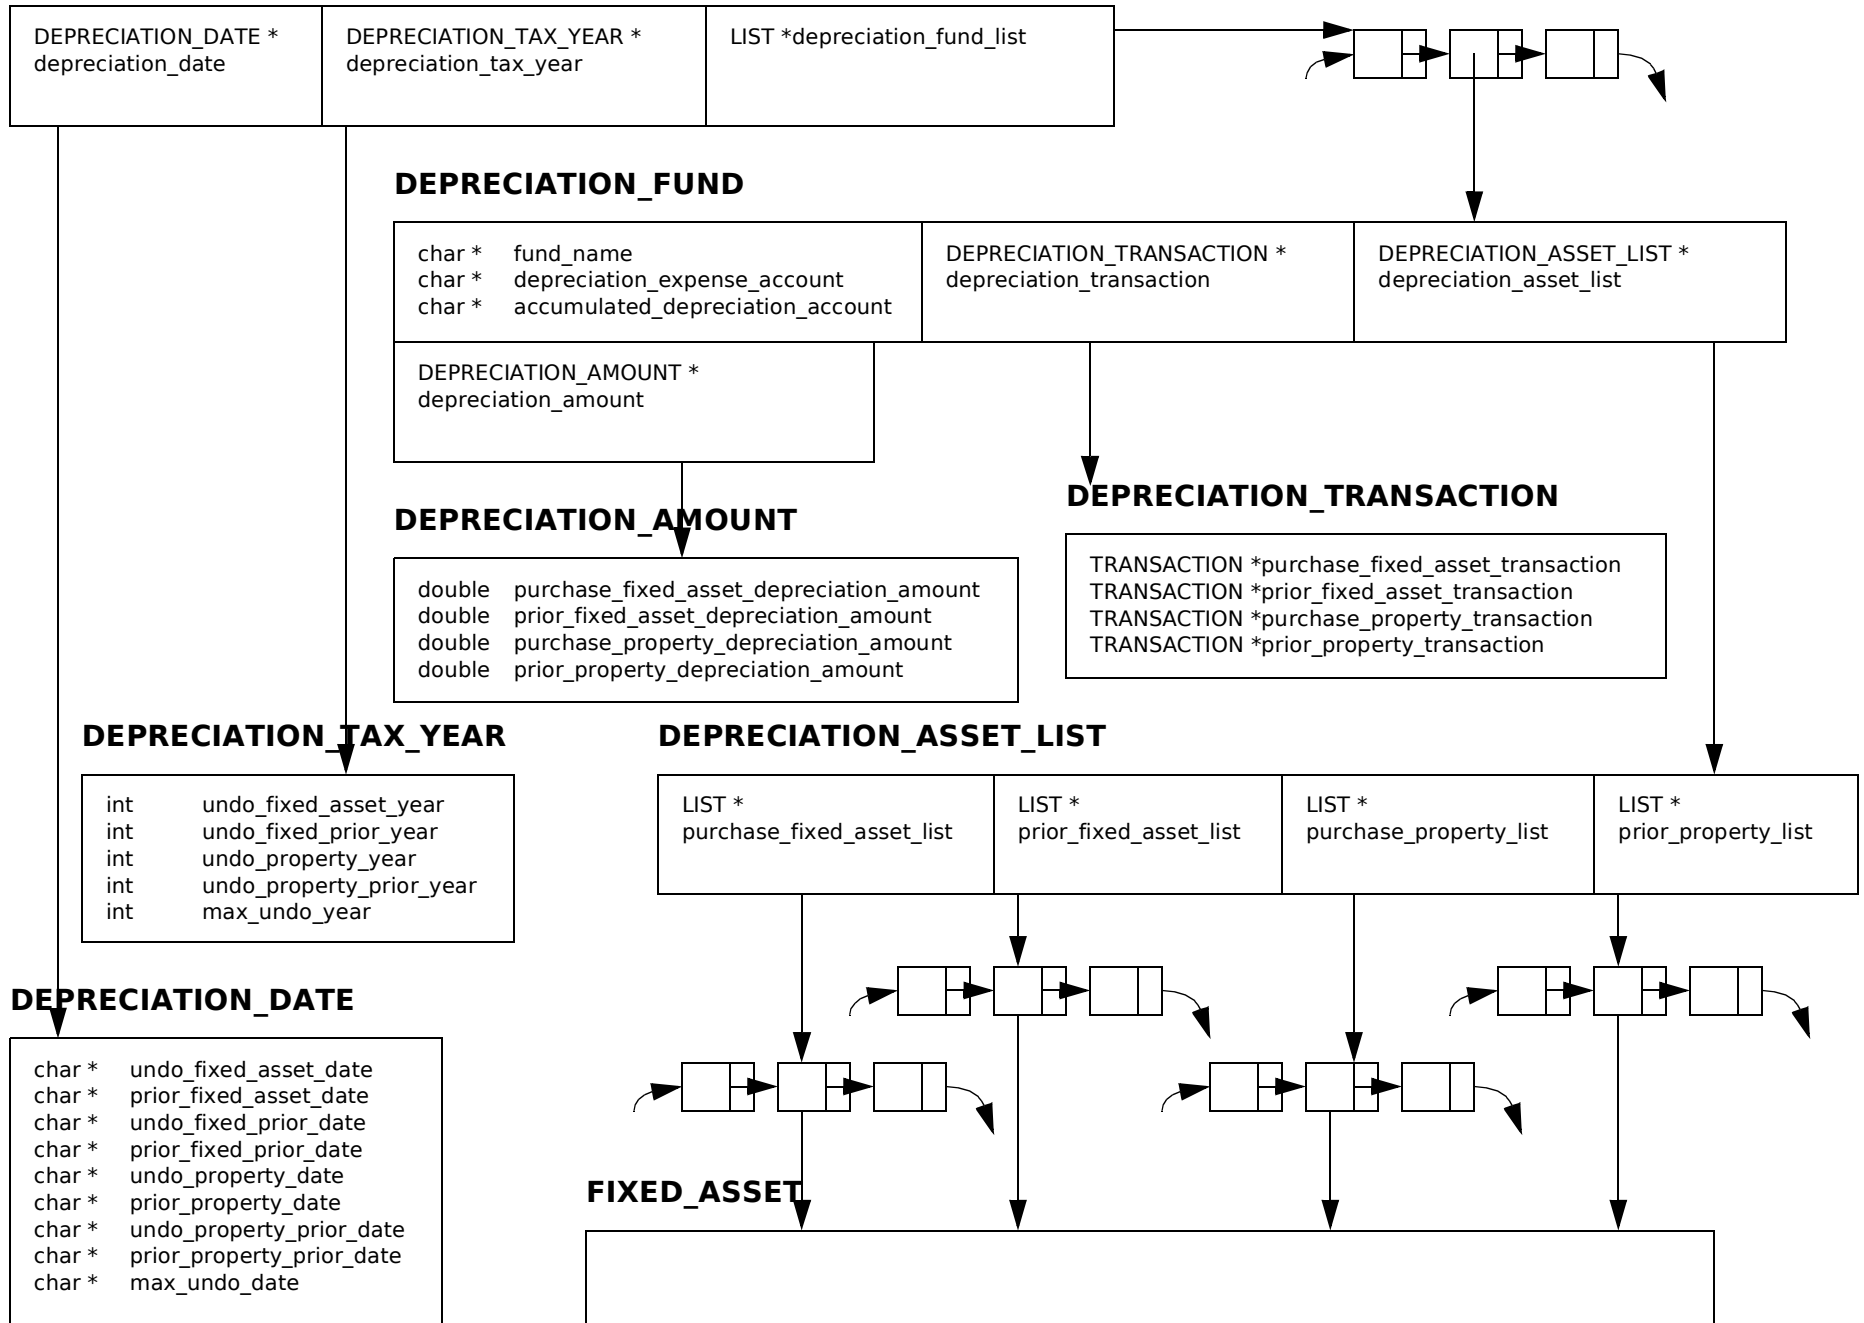 DEPRECIATION_DATE *
depreciation_date
DEPRECIATION_TAX_YEAR *
depreciation_tax_year
LIST *depreciation_fund_list
DEPRECIATION_FUND
char * fund_name
char * depreciation_expense_account
char * accumulated_depreciation_account
DEPRECIATION_TRANSACTION *
depreciation_transaction
DEPRECIATION_ASSET_LIST *
depreciation_asset_list
DEPRECIATION_AMOUNT *
depreciation_amount
DEPRECIATION_AMOUNT
double purchase_fixed_asset_depreciation_amount
double prior_fixed_asset_depreciation_amount
double purchase_property_depreciation_amount
double prior_property_depreciation_amount
DEPRECIATION_TRANSACTION
TRANSACTION *purchase_fixed_asset_transaction
TRANSACTION *prior_fixed_asset_transaction
TRANSACTION *purchase_property_transaction
TRANSACTION *prior_property_transaction
DEPRECIATION_TAX_YEAR
int undo_fixed_asset_year
int undo_fixed_prior_year
int undo_property_year
int undo_property_prior_year
int max_undo_year
DEPRECIATION_ASSET_LIST
LIST *
purchase_fixed_asset_list
LIST *
prior_fixed_asset_list
LIST *
purchase_property_list
LIST *
prior_property_list
DEPRECIATION_DATE
char * undo_fixed_asset_date
char * prior_fixed_asset_date
char * undo_fixed_prior_date
char * prior_fixed_prior_date
char * undo_property_date
char * prior_property_date
char * undo_property_prior_date
char * prior_property_prior_date
char * max_undo_date
FIXED_ASSET